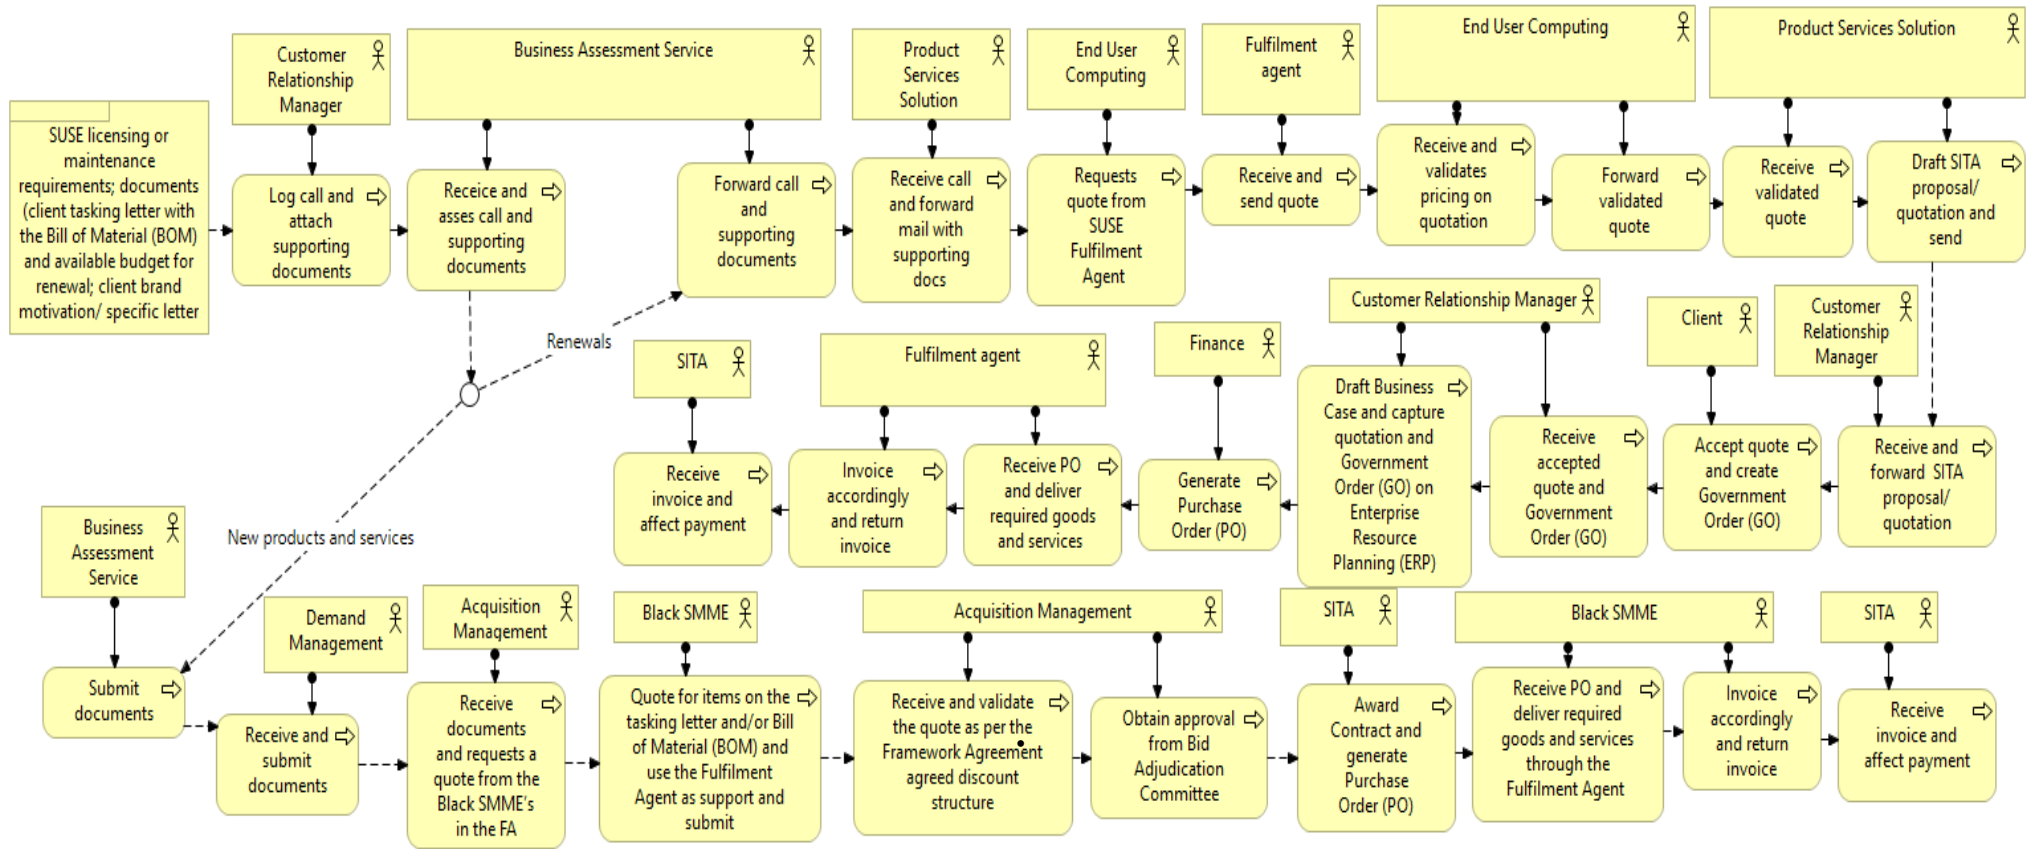 SUSE licensing or
maintenance
requirements; documents
(client tasking letter with
the Bill of Material (BOM)
and available budget for
renewal; client brand
motivation/ specific letter
Customer
Relationship
Manager
Log call and
attach
supporting
documents
Business Assessment Service
Receice and
asses call and
supporting
documents
Forward call
and
supporting
documents
Product
Services
Solution
Receive call
and forward
mail with
supporting
docs
End User
Computing
Requests
quote from
SUSE
Fulfilment
Agent
Fulfilment
agent
Receive and
send quote
End User Computing
Receive and
validates
pricing on
quotation
Forward
validated
quote
Product Services Solution
Receive
validated
quote
Draft SITA
proposal/
quotation and
send
Renewals
New products and services
Customer
Relationship
Manager
Receive and
forward SITA
proposal/
quotation
Client
Accept quote
and create
Government
Order (GO)
Customer Relationship Manager
Receive
accepted
quote and
Government
Order (GO)
Draft Business
Case and capture
quotation and
Government
Order (GO) on
Enterprise
Resource
Planning (ERP)
Finance
Generate
Purchase
Order (PO)
Fulfilment agent
Receive PO
and deliver
required goods
and services
Invoice
accordingly
and return
invoice
SITA
Receive
invoice and
affect payment
Business
Assessment
Service
Submit
documents
Demand
Management
Receive and
submit
documents
Acquisition
Management
Receive
documents
and requests a
quote from the
Black SMME's
in the FA
Black SMME
Quote for items on the
tasking letter and/or Bill
of Material (BOM) and
use the Fulfilment
Agent as support and
submit
Acquisition Management
Receive and validate
the quote as per the
Framework Agreement
agreed discount
structure
Obtain approval
from Bid
Adjudication
Committee
SITA
Award
Contract and
generate
Purchase
Order (PO)
Black SMME
Receive PO and
deliver required
goods and services
through the
Fulfilment Agent
Invoice
accordingly
and return
invoice
SITA
Receive
invoice and
affect payment